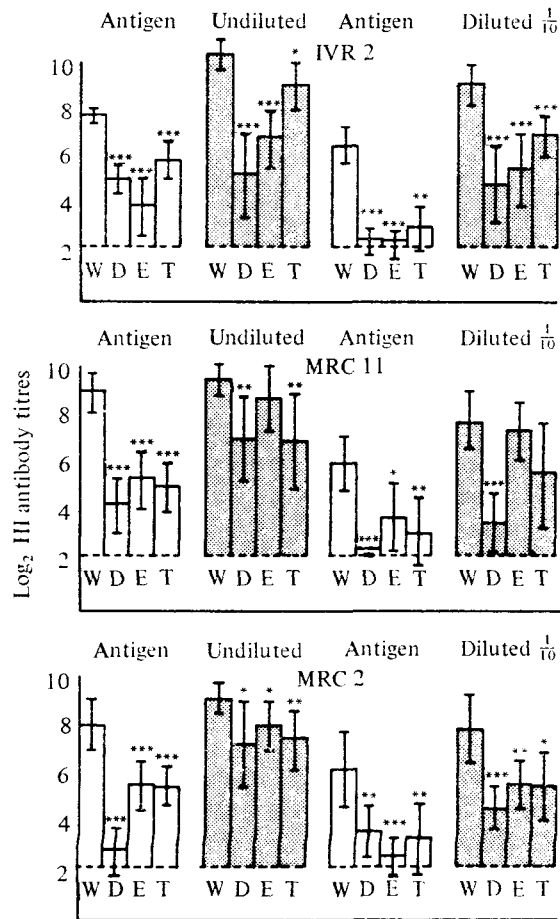 Antigen Undiluted Antigen Diluted 1/10
IVR 2
10
8
6
4
2
*** *** *** *** *** * *** *** ** *** *** ***
W D E T W D E T W D E T W D E T
Antigen Undiluted Antigen Diluted 1/10
MRC 11
10
8
6
4
2
*** *** *** ** ** *** * ** ***
W D E T W D E T W D E T W D E T
Log₂ HI antibody titres
Antigen Undiluted Antigen Diluted 1/10
MRC 2
10
8
6
4
2
*** *** *** * * ** ** *** ** *** ** *
W D E T W D E T W D E T W D E T